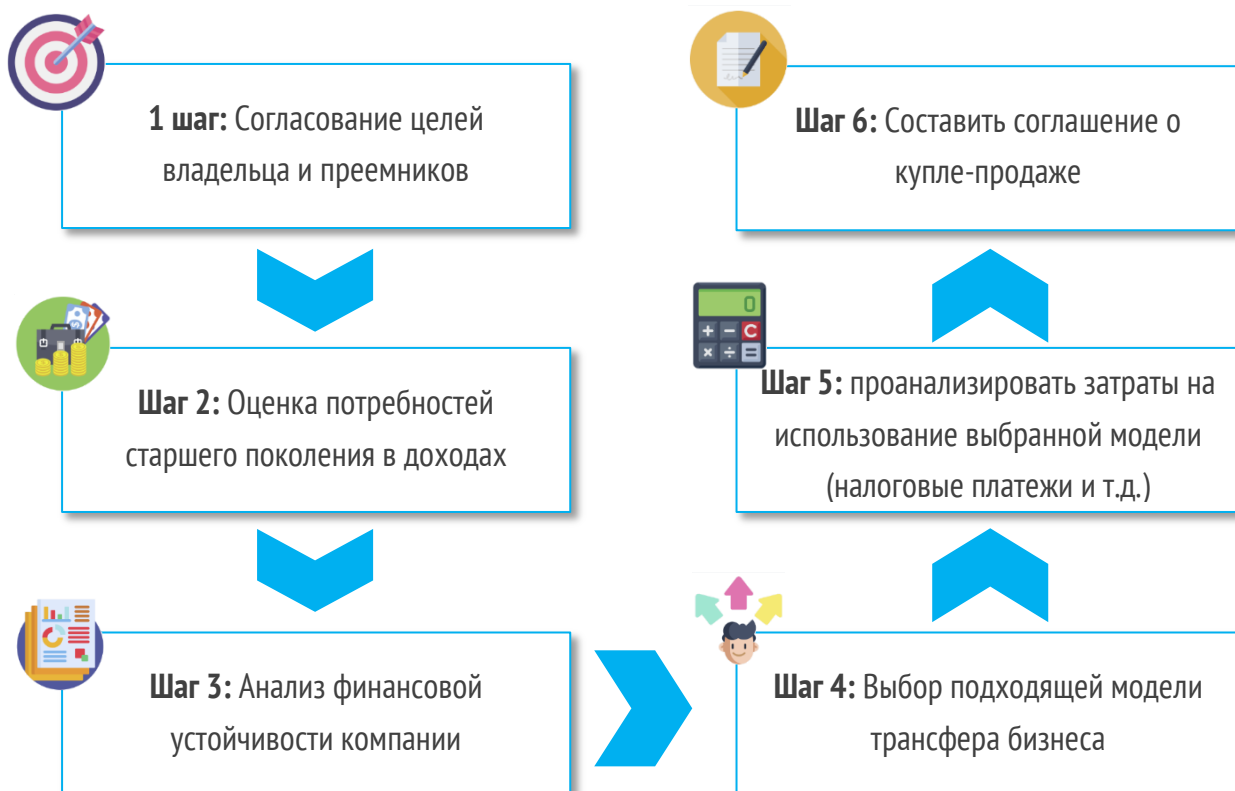 1 шаг: Согласование целей
владельца и преемников
Шаг 2: Оценка потребностей
старшего поколения в доходах
Шаг 3: Анализ финансовой
устойчивости компании
Шаг 4: Выбор подходящей модели
трансфера бизнеса
Шаг 5: проанализировать затраты на
использование выбранной модели
(налоговые платежи и т.д.)
Шаг 6: Составить соглашение о
купле-продаже